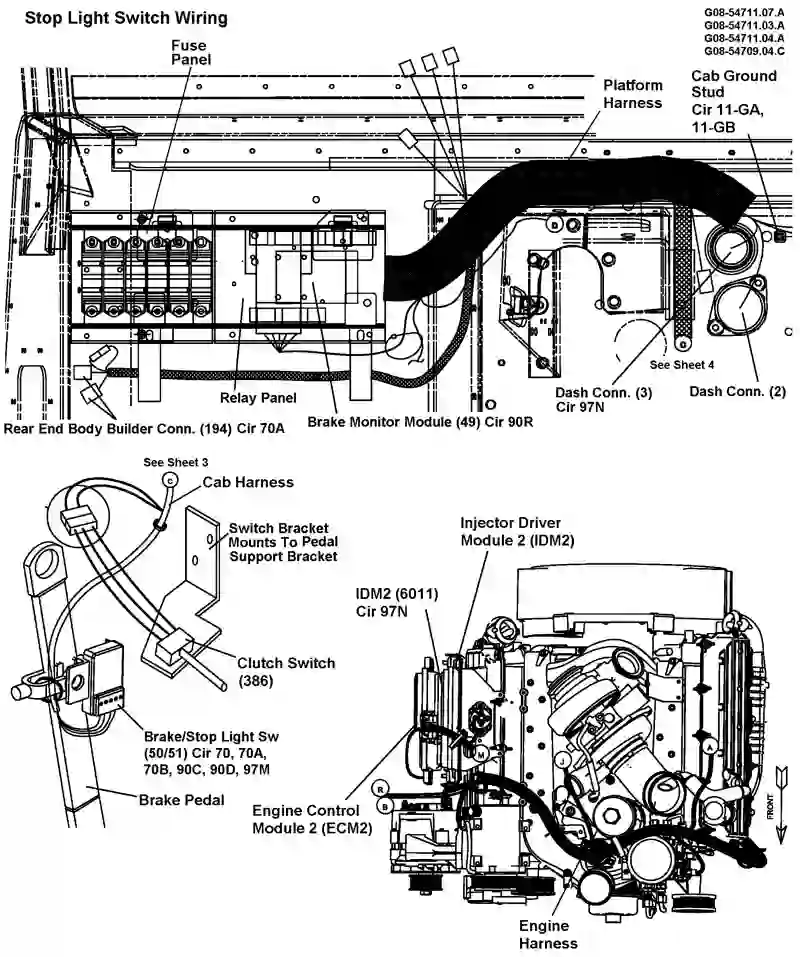 Stop Light Switch Wiring
G08-54711.07.A
G08-54711.03.A
G08-54711.04.A
G08-54709.04.C
Fuse
Panel
Platform
Harness
Cab Ground
Stud
Cir 11-GA,
11-GB
See Sheet 4
Relay Panel
Dash Conn. (3)
Cir 97N
Dash Conn. (2)
Rear End Body Builder Conn. (194) Cir 70A
Brake Monitor Module (49) Cir 90R
See Sheet 3
C
Cab Harness
Switch Bracket
Mounts To Pedal
Support Bracket
Clutch Switch
(386)
Brake/Stop Light Sw
(50/51) Cir 70, 70A,
70B, 90C, 90D, 97M
Brake Pedal
Injector Driver
Module 2 (IDM2)
IDM2 (6011)
Cir 97N
M
J
A
R
B
Engine Control
Module 2 (ECM2)
FRONT
Engine
Harness